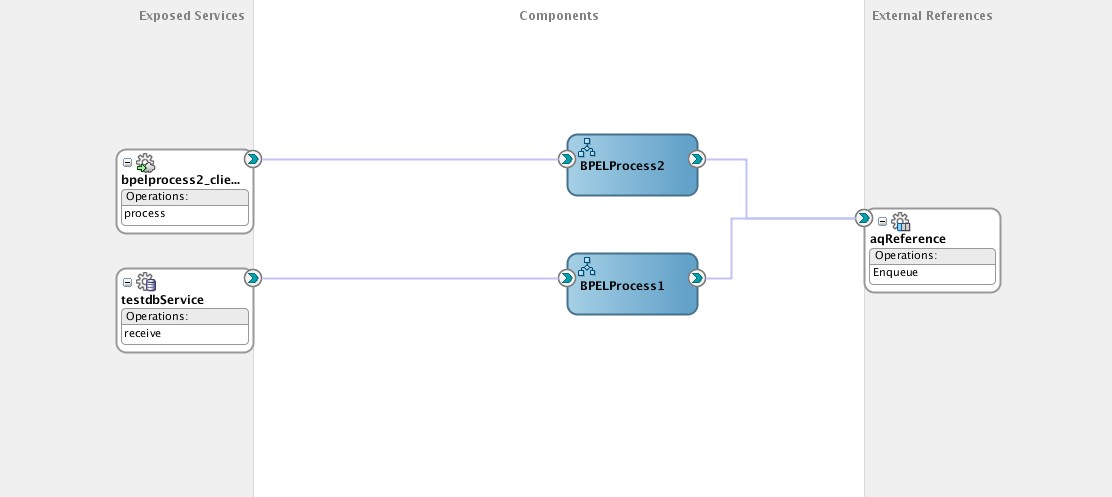 Exposed Services
Components
External References
bpelprocess2_clie...
Operations:
process
BPELProcess2
aqReference
Operations:
Enqueue
testdbService
Operations:
receive
BPELProcess1